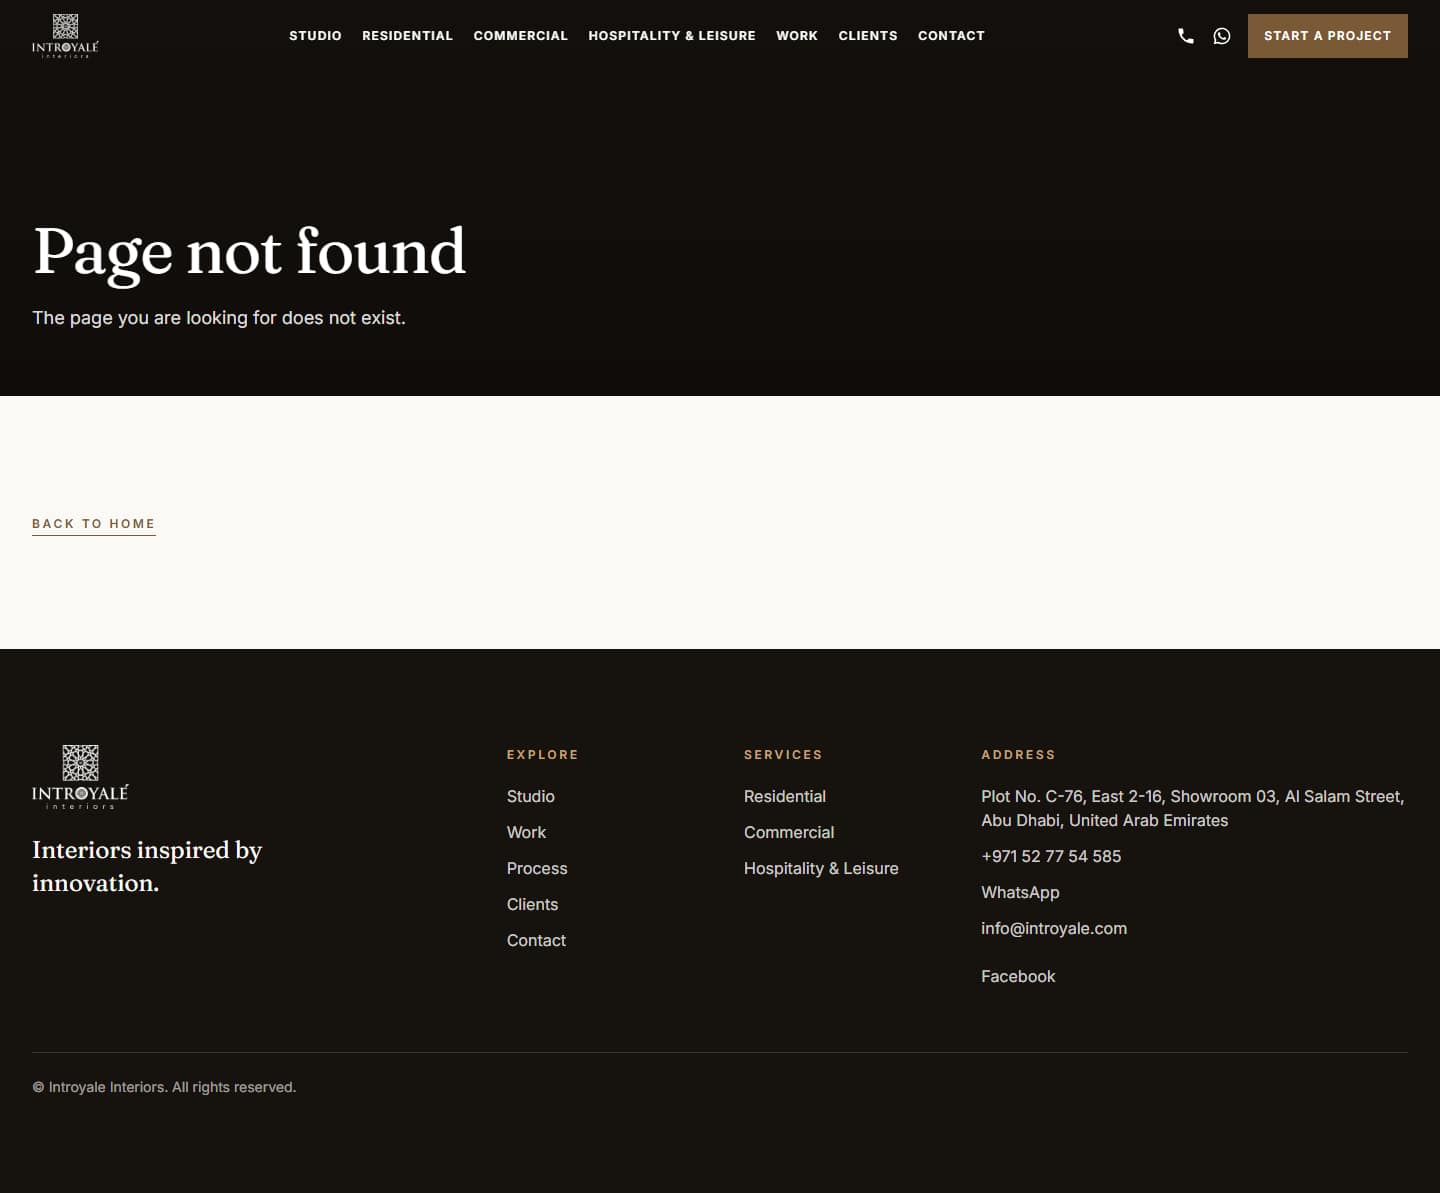 INTROYALÉ
interiors
STUDIO RESIDENTIAL COMMERCIAL HOSPITALITY & LEISURE WORK CLIENTS CONTACT
START A PROJECT
Page not found
The page you are looking for does not exist.
BACK TO HOME
INTROYALÉ
interiors
Interiors inspired by
innovation.
EXPLORE
Studio
Work
Process
Clients
Contact
SERVICES
Residential
Commercial
Hospitality & Leisure
ADDRESS
Plot No. C-76, East 2-16, Showroom 03, Al Salam Street,
Abu Dhabi, United Arab Emirates
+971 52 77 54 585
WhatsApp
info@introyale.com
Facebook
© Introyale Interiors. All rights reserved.